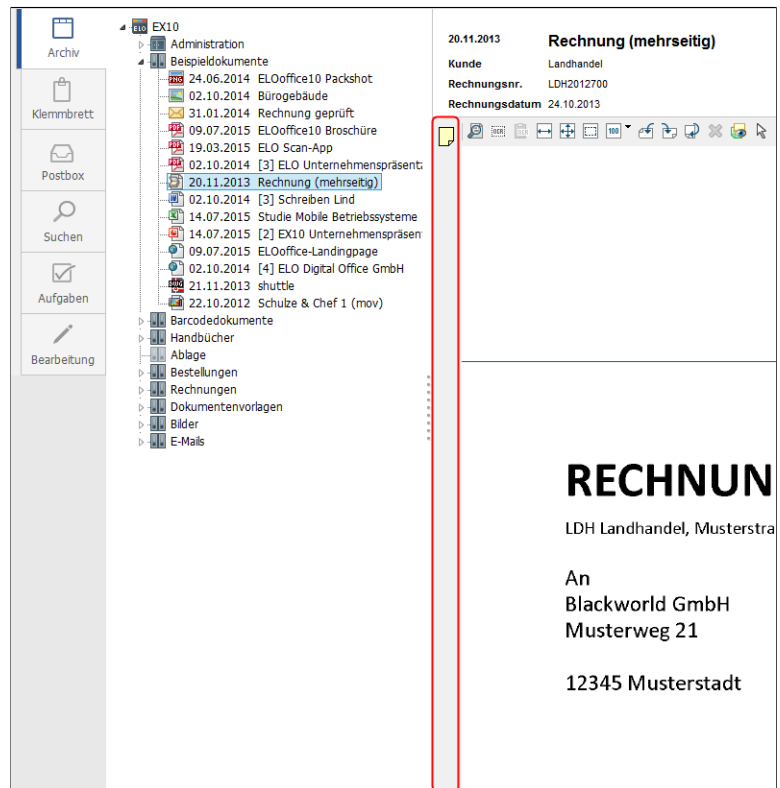 Archiv
Klemmbrett
Postbox
Suchen
Aufgaben
Bearbeitung
ELO EX10
Administration
Beispieldokumente
24.06.2014 ELOoffice10 Packshot
02.10.2014 Bürogebäude
31.01.2014 Rechnung geprüft
09.07.2015 ELOoffice10 Broschüre
19.03.2015 ELO Scan-App
02.10.2014 [3] ELO Unternehmenspräsent
20.11.2013 Rechnung (mehrseitig)
02.10.2014 [3] Schreiben Lind
14.07.2015 Studie Mobile Betriebssysteme
14.07.2015 [2] EX10 Unternehmenspräsen
09.07.2015 ELOoffice-Landingpage
02.10.2014 [4] ELO Digital Office GmbH
21.11.2013 shuttle
22.10.2012 Schulze & Chef 1 (mov)
Barcodedokumente
Handbücher
Ablage
Bestellungen
Rechnungen
Dokumentenvorlagen
Bilder
E-Mails
20.11.2013 Rechnung (mehrseitig)
Kunde Landhandel
Rechnungsnr. LDH2012700
Rechnungsdatum 24.10.2013
OCR 100
RECHNUN
LDH Landhandel, Musterstra
An
Blackworld GmbH
Musterweg 21
12345 Musterstadt